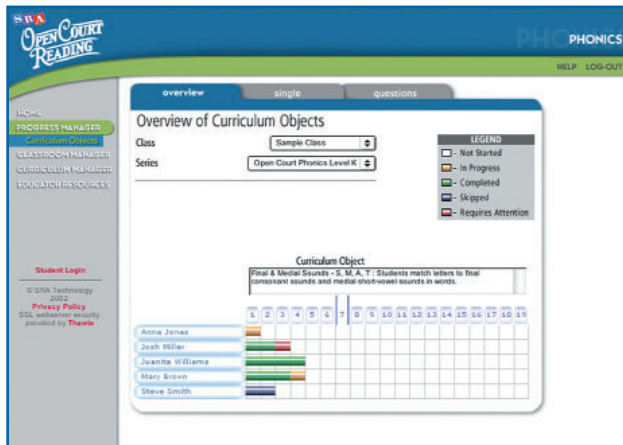 SRA
OPEN COURT
READING
PHONICS
HELP LOG-OUT
overview single questions
HOME
PROGRESS MANAGER
Curriculum Objects
CLASSROOM MANAGER
CURRICULUM MANAGER
EDUCATOR RESOURCES
Student Login
© SRA Technology
2002
Privacy Policy
SSL webserver security
provided by Thawte
Overview of Curriculum Objects
Class Sample Class
Series Open Court Phonics Level K
LEGEND
- Not Started
- In Progress
- Completed
- Skipped
- Requires Attention
Curriculum Object
Final & Medial Sounds - S, M, A, T : Students match letters to final
consonant sounds and medial short-vowel sounds in words.
1 2 3 4 5 6 7 8 9 10 11 12 13 14 15 16 17 18 19
Anna Jones
Josh Miller
Juanita Williams
Mary Brown
Steve Smith